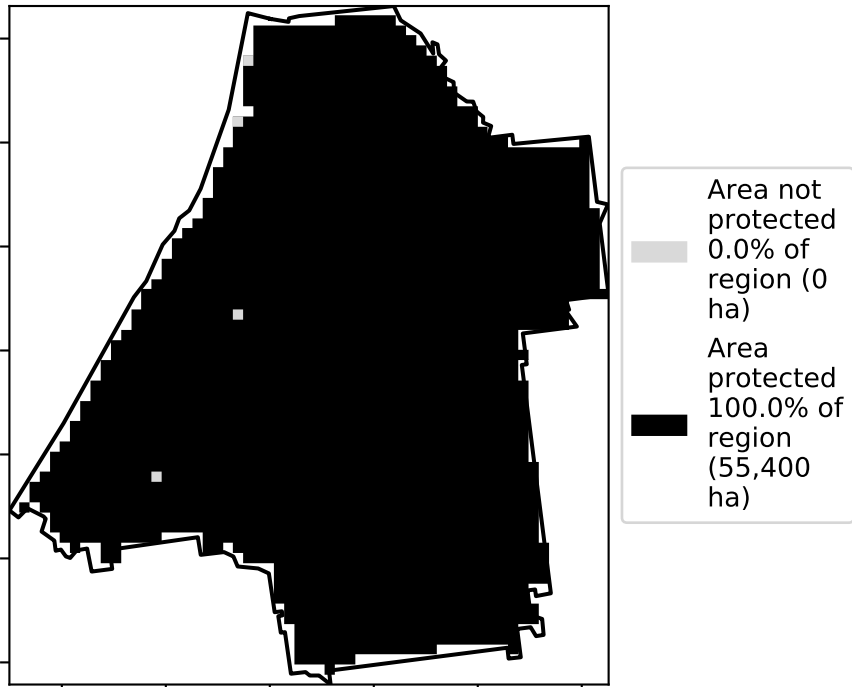 Area not
protected
0.0% of
region (0
ha)
Area
protected
100.0% of
region
(55,400
ha)